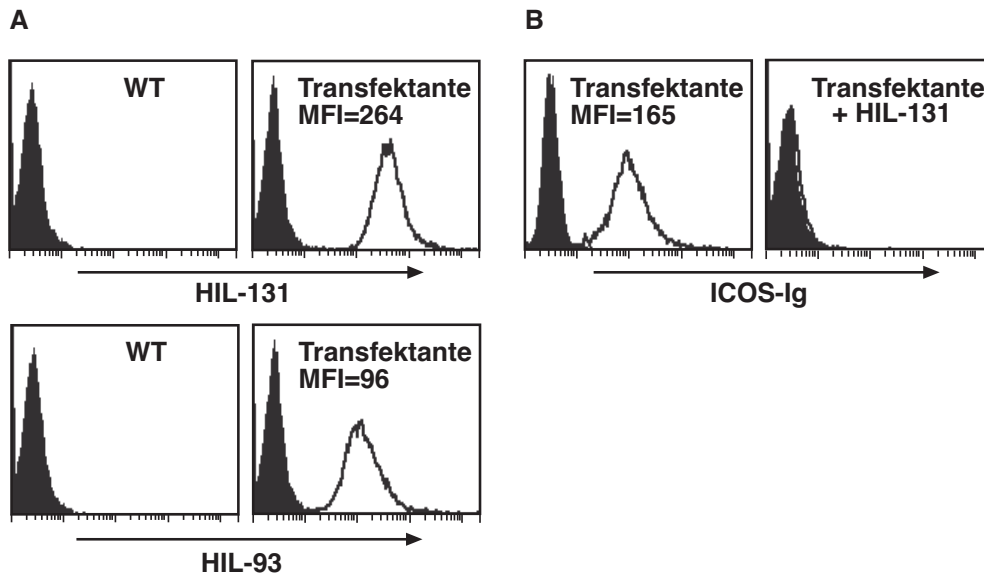 A
WT
Transfektante
MFI=264
HIL-131
WT
Transfektante
MFI=96
HIL-93
B
Transfektante
MFI=165
Transfektante
+ HIL-131
ICOS-Ig